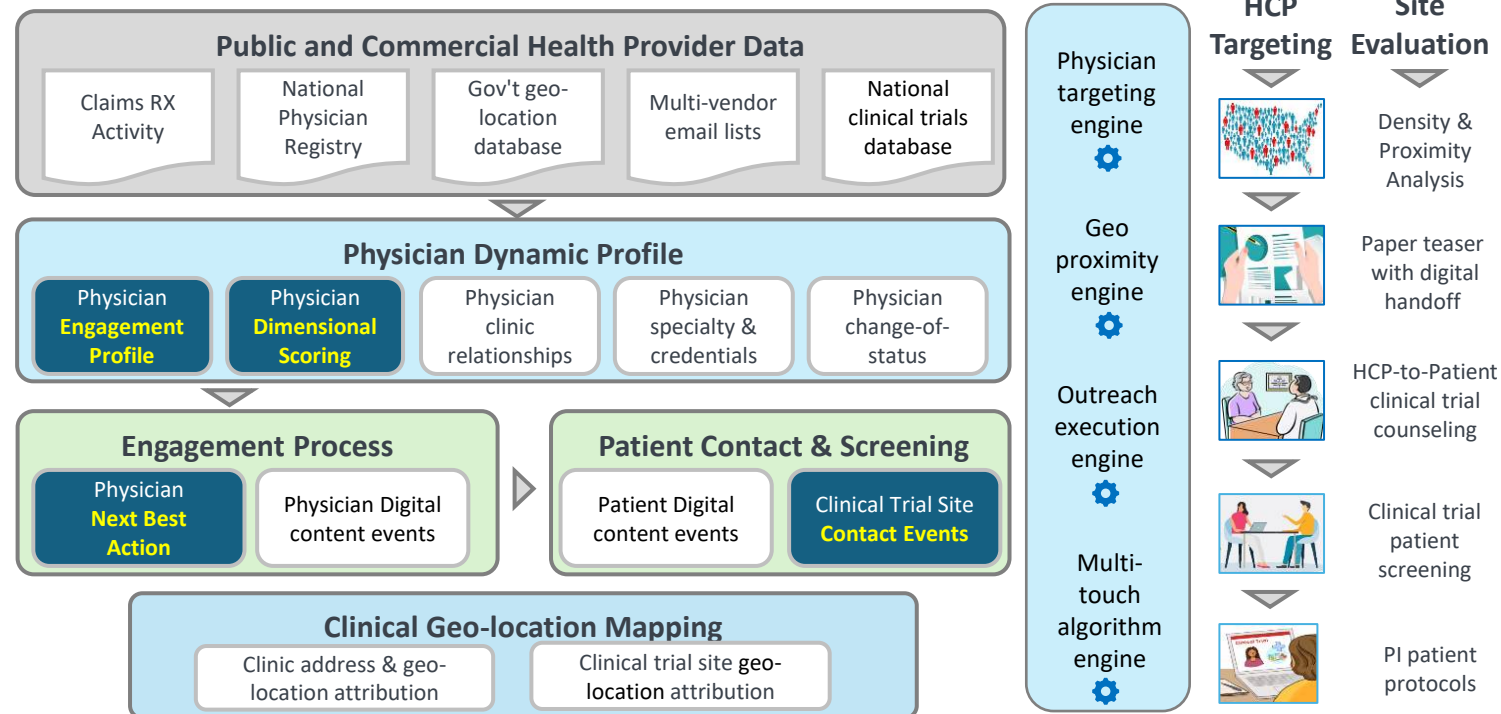 Public and Commercial Health Provider Data
Claims RX
Activity
National
Physician
Registry
Gov't geo-
location
database
Multi-vendor
email lists
National
clinical trials
database
Physician Dynamic Profile
Physician
Engagement
Profile
Physician
Dimensional
Scoring
Physician
clinic
relationships
Physician
specialty &
credentials
Physician
change-of-
status
Engagement Process
Physician
Next Best
Action
Physician Digital
content events
Patient Contact & Screening
Patient Digital
content events
Clinical Trial Site
Contact Events
Clinical Geo-location Mapping
Clinic address & geo-
location attribution
Clinical trial site geo-
location attribution
Physician
targeting
engine
Geo
proximity
engine
Outreach
execution
engine
Multi-
touch
algorithm
engine
HCP
Targeting
Site
Evaluation
Density &
Proximity
Analysis
Paper teaser
with digital
handoff
HCP-to-Patient
clinical trial
counseling
Clinical trial
patient
screening
PI patient
protocols